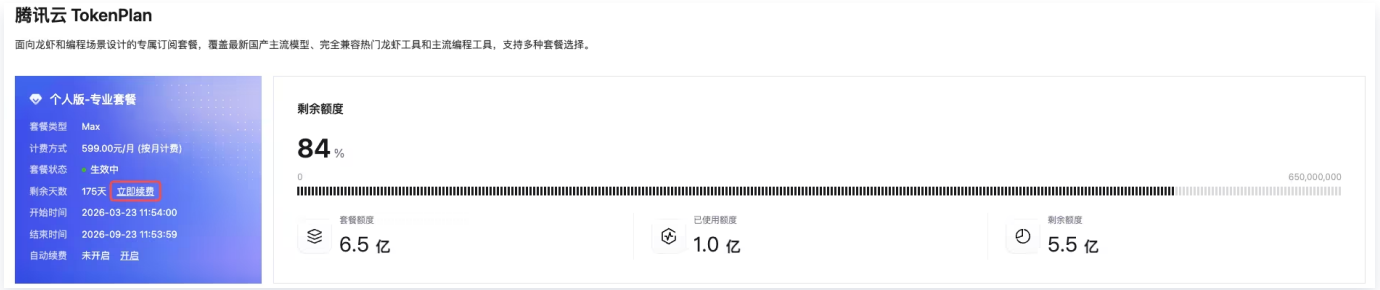 腾讯云 TokenPlan
面向龙虾和编程场景设计的专属订阅套餐，覆盖最新国产主流模型、完全兼容热门龙虾工具和主流编程工具，支持多种套餐选择。
个人版-专业套餐
套餐类型 Max
计费方式 599.00元/月 (按月计费)
套餐状态 生效中
剩余天数 175天 立即续费
开始时间 2026-03-23 11:54:00
结束时间 2026-09-23 11:53:59
自动续费 未开启 开启
剩余额度
84 %
0 650,000,000
套餐额度
6.5 亿
已使用额度
1.0 亿
剩余额度
5.5 亿